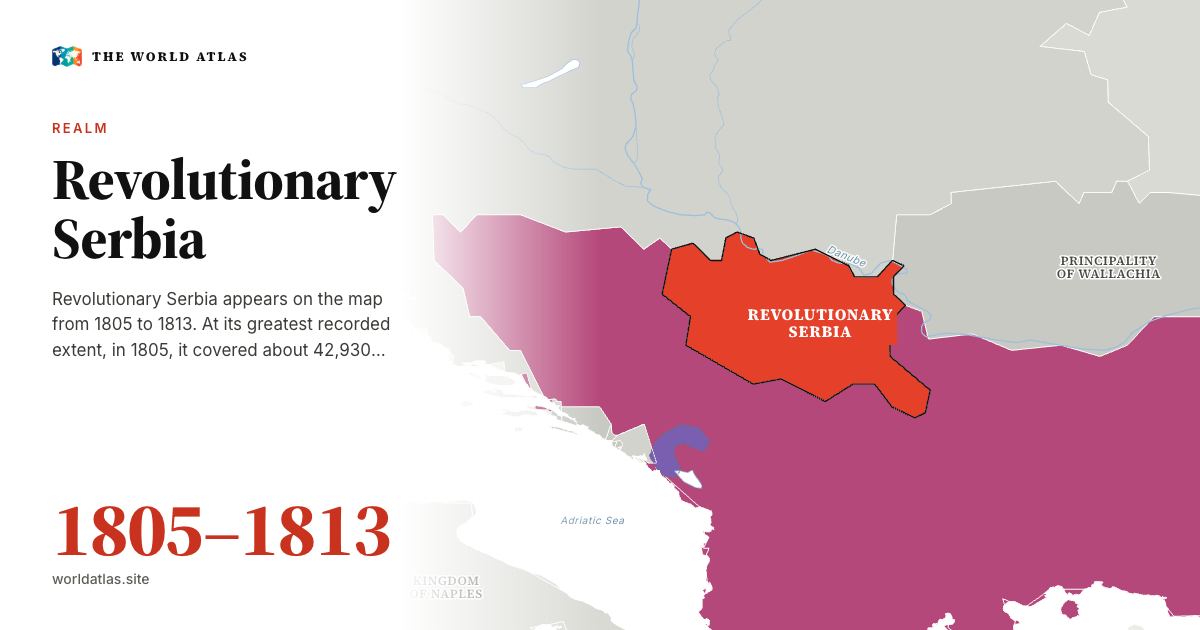 THE WORLD ATLAS
REALM
Revolutionary
Serbia
Revolutionary Serbia appears on the map
from 1805 to 1813. At its greatest recorded
extent, in 1805, it covered about 42,930...
1805–1813
worldatlas.site
Danube
PRINCIPALITY
OF WALLACHIA
REVOLUTIONARY
SERBIA
Adriatic Sea
KINGDOM
OF NAPLES